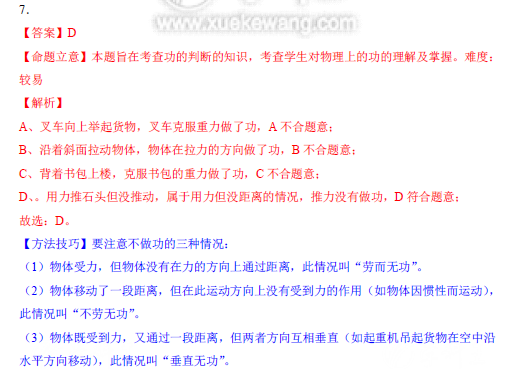 www.xuekewang.com
7.
【答案】D
【命题立意】本题旨在考查功的判断的知识，考查学生对物理上的功的理解及掌握。难度：
较易
【解析】
A、叉车向上举起货物，叉车克服重力做了功，A 不合题意；
B、沿着斜面拉动物体，物体在拉力的方向做了功，B 不合题意；
C、背着书包上楼，克服书包的重力做了功，C 不合题意；
D、。用力推石头但没推动，属于用力但没距离的情况，推力没有做功，D 符合题意；
故选：D。
【方法技巧】要注意不做功的三种情况：
（1）物体受力，但物体没有在力的方向上通过距离，此情况叫“劳而无功”。
（2）物体移动了一段距离，但在此运动方向上没有受到力的作用（如物体因惯性而运动），
此情况叫“不劳无功”。
（3）物体既受到力，又通过一段距离，但两者方向互相垂直（如起重机吊起货物在空中沿
水平方向移动），此情况叫“垂直无功”。